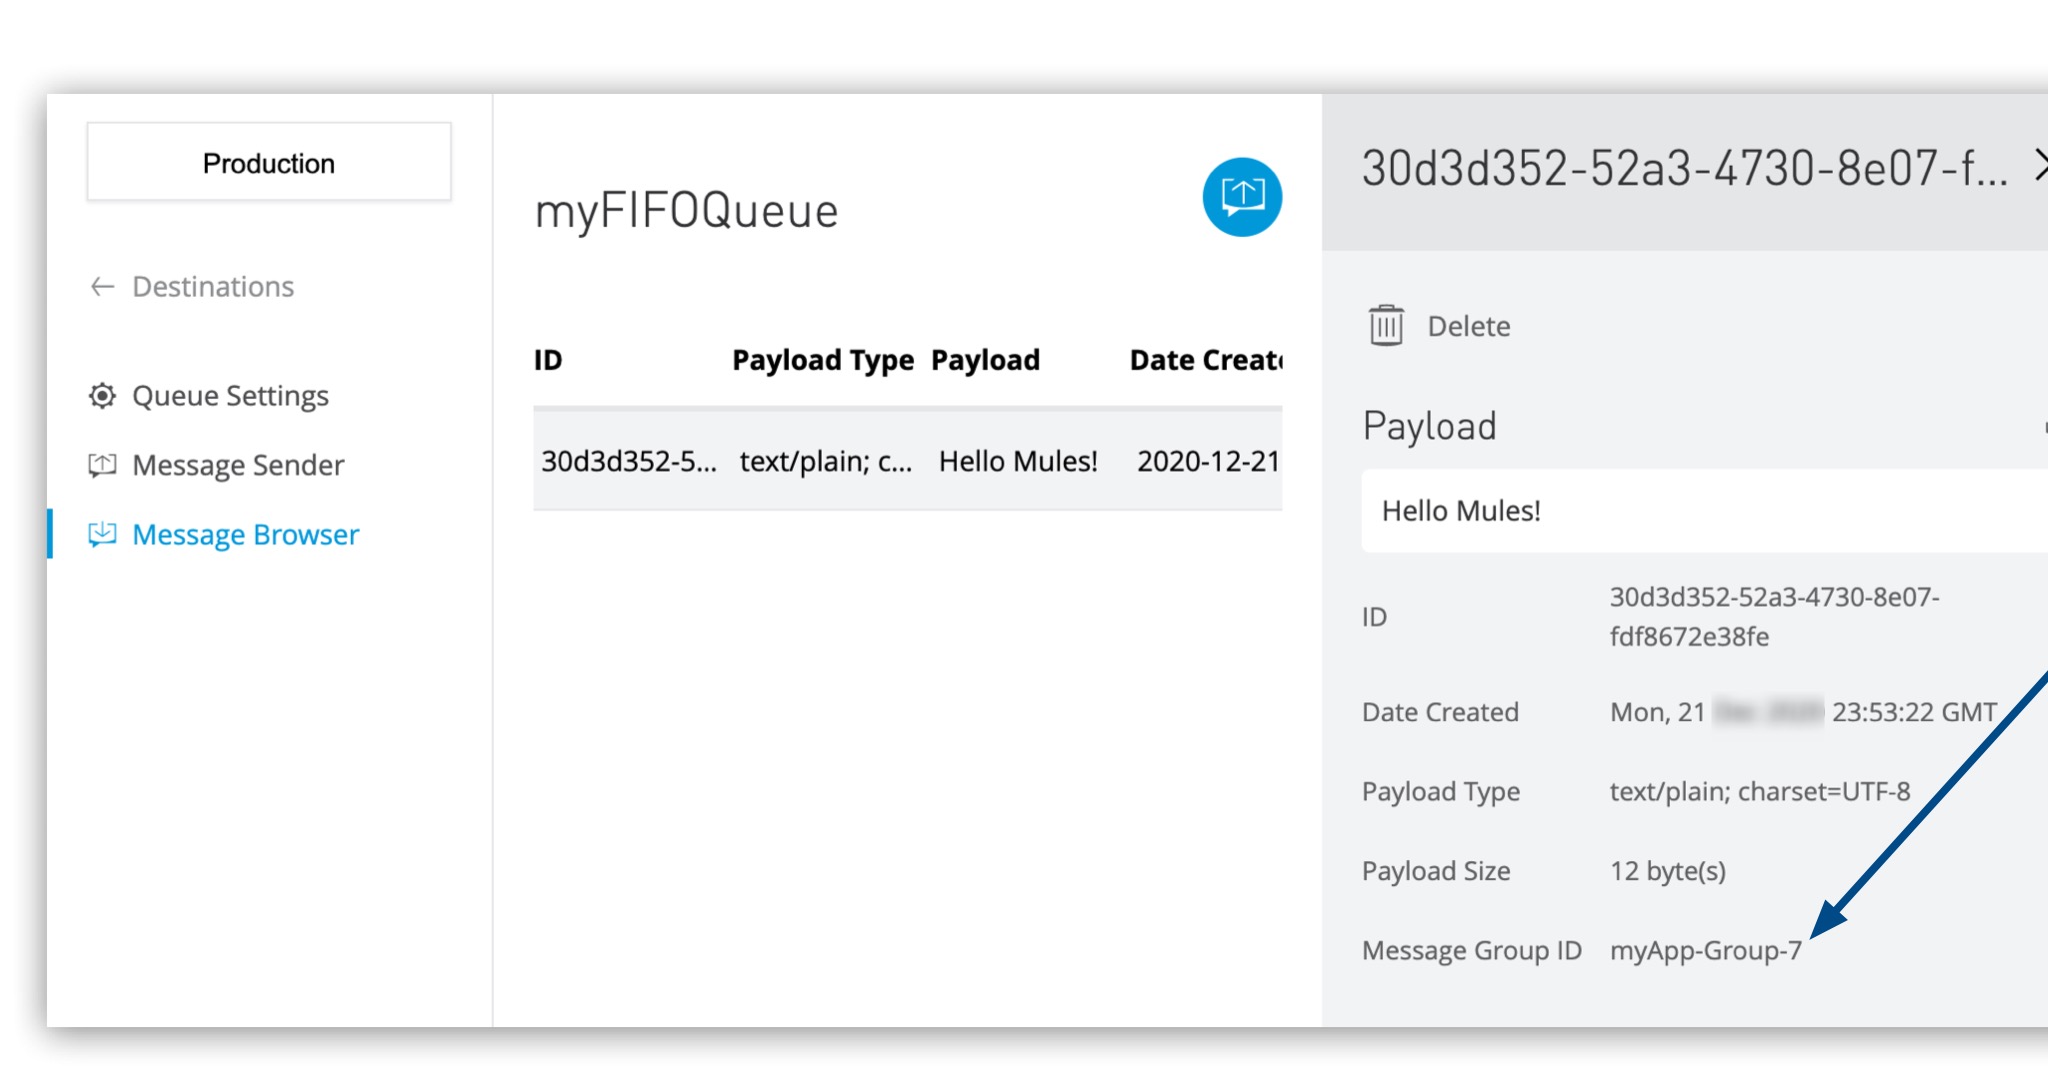 Production
← Destinations
Queue Settings
Message Sender
Message Browser
myFIFOQueue
ID Payload Type Payload Date
30d3d352-5... text/plain; c... Hello Mules! 2020-12-21
30d3d352-52a3-4730-8e07-f...
Delete
Payload
Hello Mules!
ID 30d3d352-52a3-4730-8e07-
fdf8672e38fe
Date Created Mon, 21 23:53:22 GMT
Payload Type text/plain; charset=UTF-8
Payload Size 12 byte(s)
Message Group ID myApp-Group-7